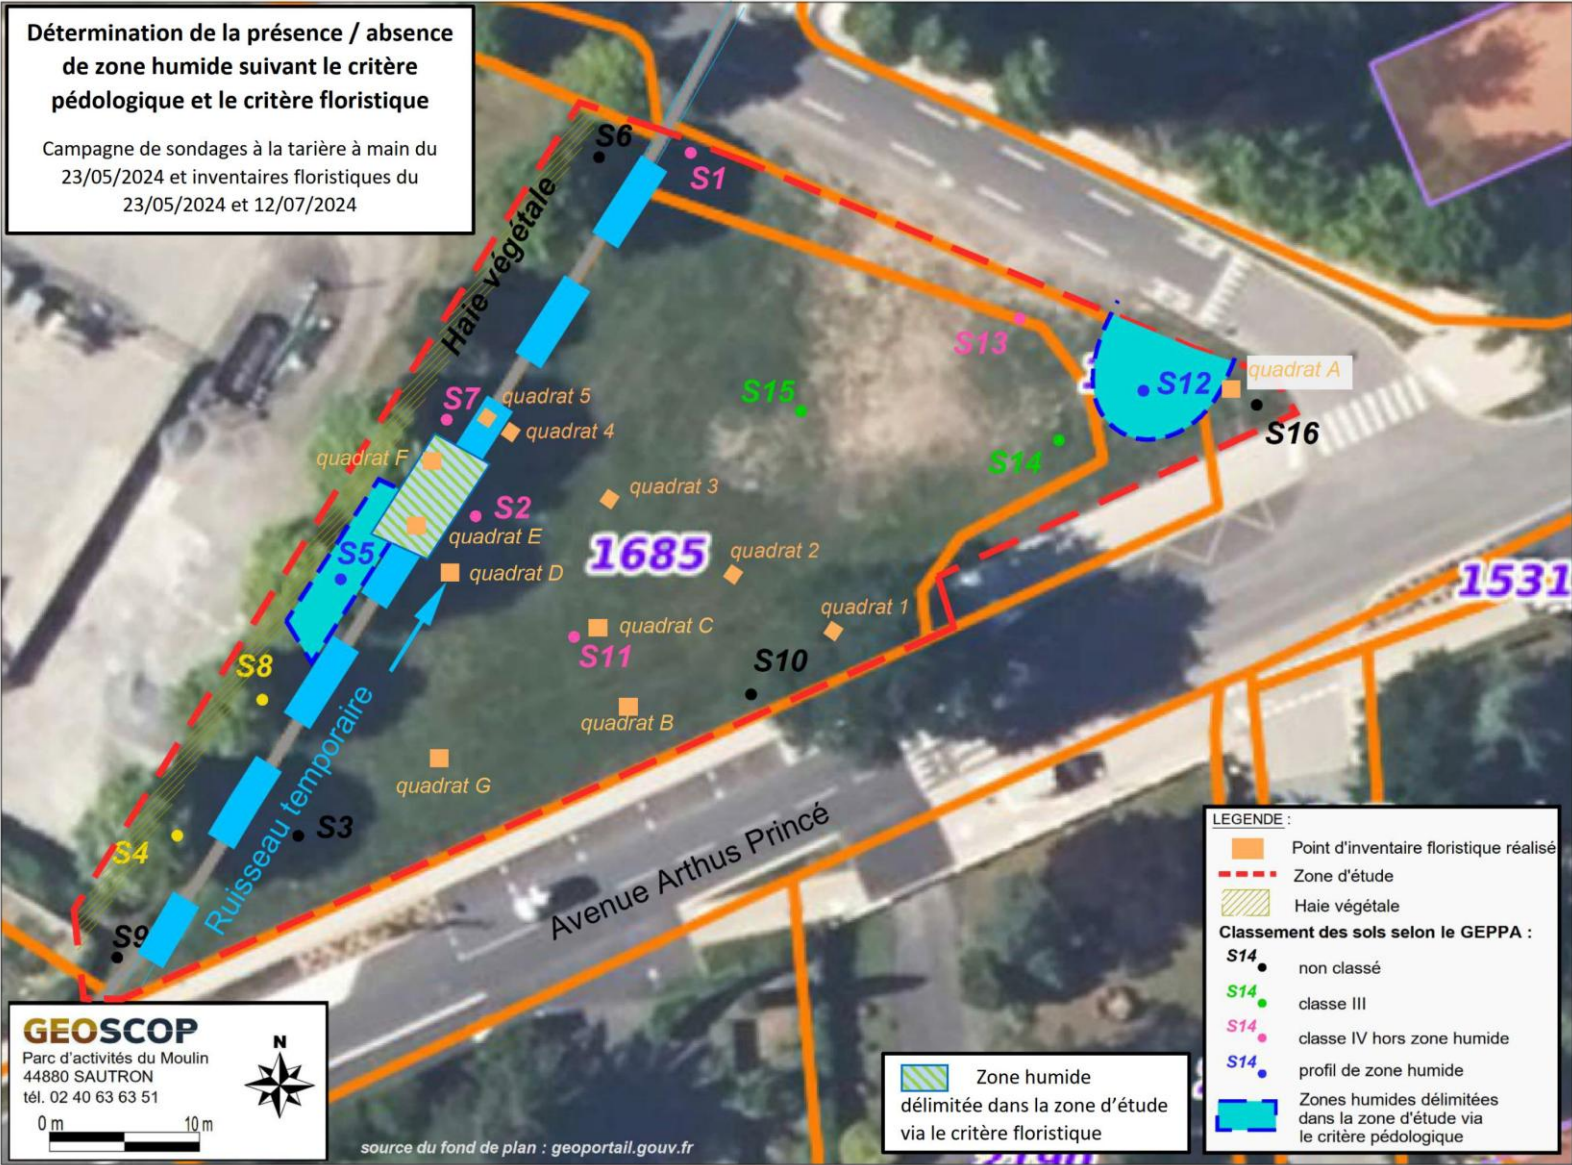 Détermination de la présence / absence
de zone humide suivant le critère
pédologique et le critère floristique
Campagne de sondages à la tarière à main du
23/05/2024 et inventaires floristiques du
23/05/2024 et 12/07/2024
S6
S1
Haie végétale
S13
S12
quadrat A
S16
S15
S14
S7
quadrat 5
quadrat 4
quadrat F
quadrat 3
S2
quadrat E
1685
quadrat 2
S5
quadrat D
1531
quadrat 1
quadrat C
S11
S10
S8
quadrat B
Ruisseau temporaire
quadrat G
S3
S4
Avenue Arthus Princé
S9
LEGENDE :
Point d'inventaire floristique réalisé
Zone d'étude
Haie végétale
Classement des sols selon le GEPPA :
S14 non classé
S14 classe III
S14 classe IV hors zone humide
S14 profil de zone humide
Zones humides délimitées
dans la zone d'étude via
le critère pédologique
Zone humide
délimitée dans la zone d'étude
via le critère floristique
GEOSCOP
Parc d'activités du Moulin
44880 SAUTRON
tél. 02 40 63 63 51
N
0 m 10 m
source du fond de plan : geoportail.gouv.fr